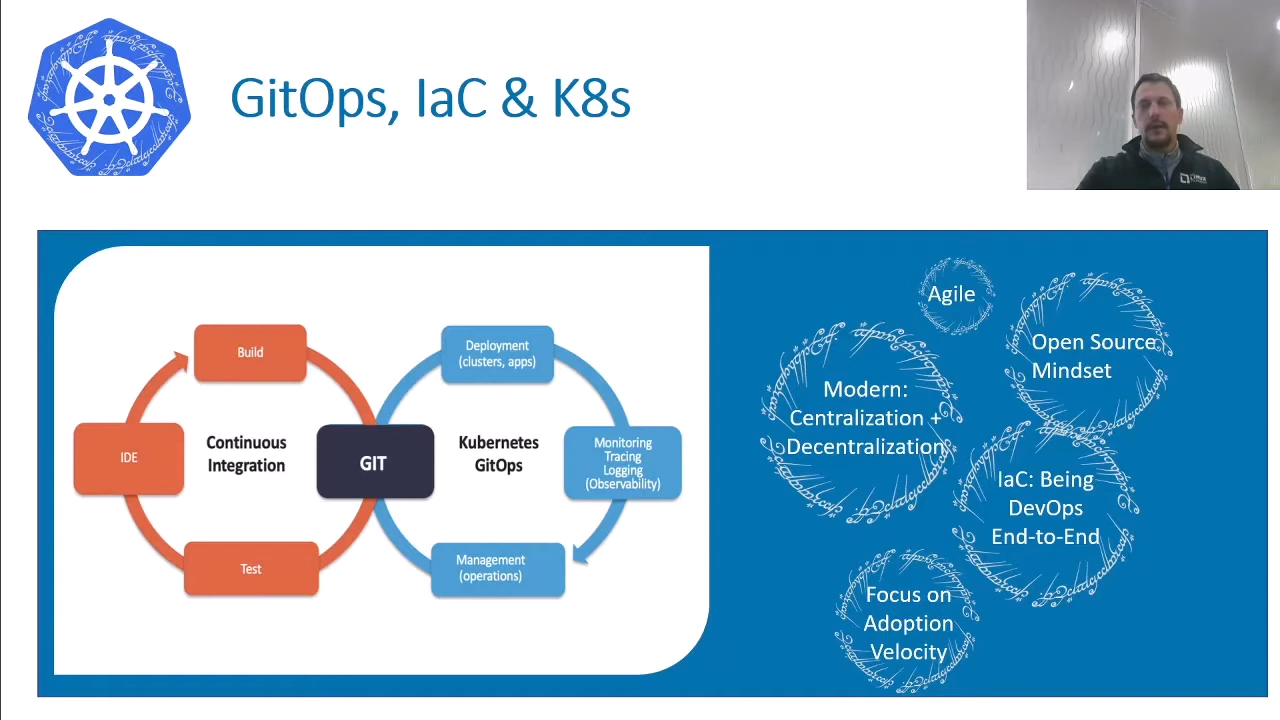 GitOps, IaC & K8s
Build
IDE
Continuous
Integration
Test
GIT
Deployment
(clusters, apps)
Kubernetes
GitOps
Monitoring
Tracing
Logging
(Observability)
Management
(operations)
Agile
Open Source
Mindset
Modern:
Centralization +
Decentralization
IaC: Being
DevOps
End-to-End
Focus on
Adoption
Velocity